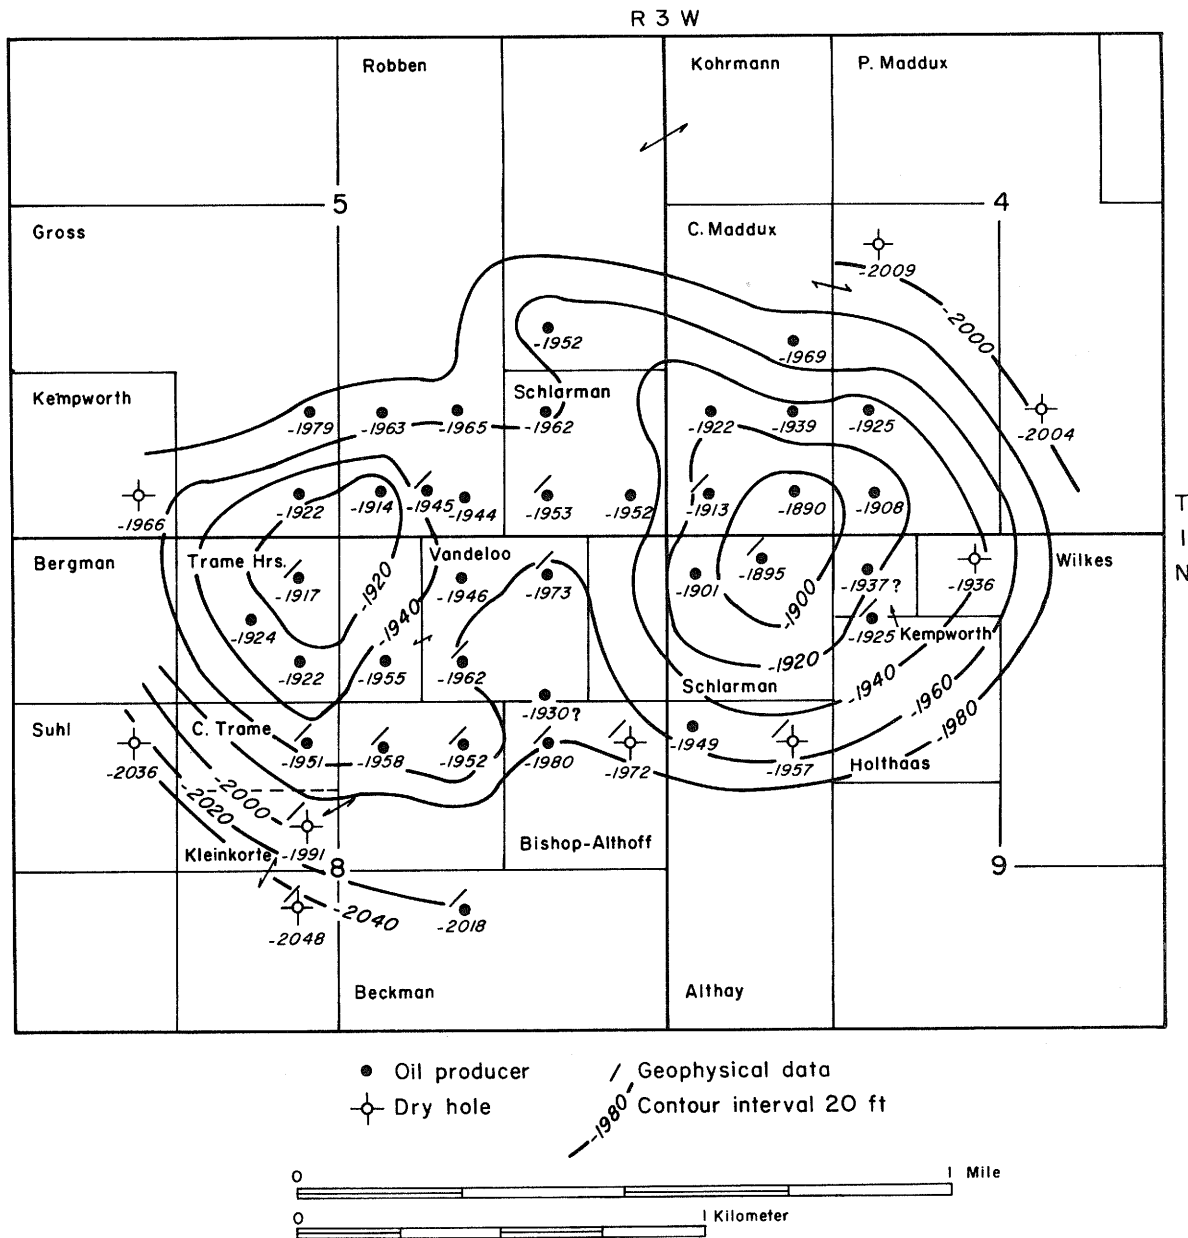 R 3 W
Robben
Kohrmann
P. Maddux
5
4
Gross
C. Maddux
-2009
-2000
-1952
-1969
Kempworth
Schlarman
-1979
-1963
-1965
-1962
-1922
-1939
-1925
-2004
-1966
-1922
-1914
-1945
-1944
-1953
-1952
-1913
-1890
-1908
T
I
N
Bergman
Trame Hrs.
Vandeloo
Wilkes
-1917
-1920
-1946
-1973
-1901
-1895
-1937?
-1936
-1924
-1940
-1900
-1925
Kempworth
-1922
-1955
-1962
-1920
Schlarman
-1940
-1960
-1980
Suhl
C. Trame
-1930?
-2036
-1951
-1958
-1952
-1980
-1972
-1949
-1957
Holthaas
-2000
-2020
Kleinkorte
-1991
8
Bishop-Althoff
9
-2040
-2048
-2018
Beckman
Althay
Oil producer
Geophysical data
Dry hole
-1980
Contour interval 20 ft
0
1 Mile
0
1 Kilometer